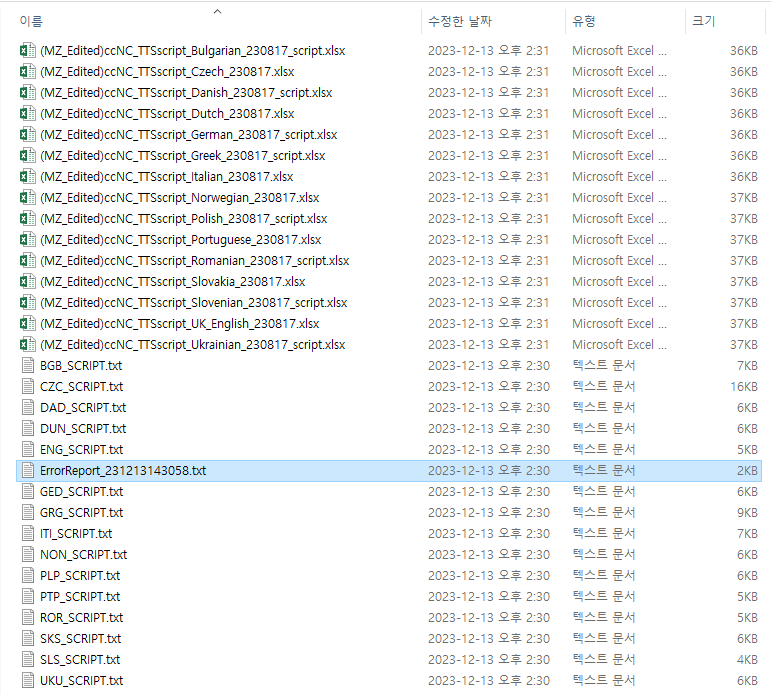 이름 수정한 날짜 유형 크기
(MZ_Edited)ccNC_TTSscript_Bulgarian_230817_script.xlsx 2023-12-13 오후 2:31 Microsoft Excel ... 36KB
(MZ_Edited)ccNC_TTSscript_Czech_230817.xlsx 2023-12-13 오후 2:31 Microsoft Excel ... 36KB
(MZ_Edited)ccNC_TTSscript_Danish_230817_script.xlsx 2023-12-13 오후 2:31 Microsoft Excel ... 36KB
(MZ_Edited)ccNC_TTSscript_Dutch_230817.xlsx 2023-12-13 오후 2:31 Microsoft Excel ... 36KB
(MZ_Edited)ccNC_TTSscript_German_230817_script.xlsx 2023-12-13 오후 2:31 Microsoft Excel ... 36KB
(MZ_Edited)ccNC_TTSscript_Greek_230817_script.xlsx 2023-12-13 오후 2:31 Microsoft Excel ... 36KB
(MZ_Edited)ccNC_TTSscript_Italian_230817.xlsx 2023-12-13 오후 2:31 Microsoft Excel ... 36KB
(MZ_Edited)ccNC_TTSscript_Norwegian_230817.xlsx 2023-12-13 오후 2:31 Microsoft Excel ... 37KB
(MZ_Edited)ccNC_TTSscript_Polish_230817_script.xlsx 2023-12-13 오후 2:31 Microsoft Excel ... 37KB
(MZ_Edited)ccNC_TTSscript_Portuguese_230817.xlsx 2023-12-13 오후 2:31 Microsoft Excel ... 37KB
(MZ_Edited)ccNC_TTSscript_Romanian_230817_script.xlsx 2023-12-13 오후 2:31 Microsoft Excel ... 37KB
(MZ_Edited)ccNC_TTSscript_Slovakia_230817.xlsx 2023-12-13 오후 2:31 Microsoft Excel ... 37KB
(MZ_Edited)ccNC_TTSscript_Slovenian_230817_script.xlsx 2023-12-13 오후 2:31 Microsoft Excel ... 37KB
(MZ_Edited)ccNC_TTSscript_UK_English_230817.xlsx 2023-12-13 오후 2:31 Microsoft Excel ... 37KB
(MZ_Edited)ccNC_TTSscript_Ukrainian_230817_script.xlsx 2023-12-13 오후 2:31 Microsoft Excel ... 37KB
BGB_SCRIPT.txt 2023-12-13 오후 2:30 텍스트 문서 7KB
CZC_SCRIPT.txt 2023-12-13 오후 2:30 텍스트 문서 16KB
DAD_SCRIPT.txt 2023-12-13 오후 2:30 텍스트 문서 6KB
DUN_SCRIPT.txt 2023-12-13 오후 2:30 텍스트 문서 6KB
ENG_SCRIPT.txt 2023-12-13 오후 2:30 텍스트 문서 5KB
ErrorReport_231213143058.txt 2023-12-13 오후 2:30 텍스트 문서 2KB
GED_SCRIPT.txt 2023-12-13 오후 2:30 텍스트 문서 6KB
GRG_SCRIPT.txt 2023-12-13 오후 2:30 텍스트 문서 9KB
ITI_SCRIPT.txt 2023-12-13 오후 2:30 텍스트 문서 7KB
NON_SCRIPT.txt 2023-12-13 오후 2:30 텍스트 문서 6KB
PLP_SCRIPT.txt 2023-12-13 오후 2:30 텍스트 문서 6KB
PTP_SCRIPT.txt 2023-12-13 오후 2:30 텍스트 문서 5KB
ROR_SCRIPT.txt 2023-12-13 오후 2:30 텍스트 문서 5KB
SKS_SCRIPT.txt 2023-12-13 오후 2:30 텍스트 문서 6KB
SLS_SCRIPT.txt 2023-12-13 오후 2:30 텍스트 문서 4KB
UKU_SCRIPT.txt 2023-12-13 오후 2:30 텍스트 문서 6KB